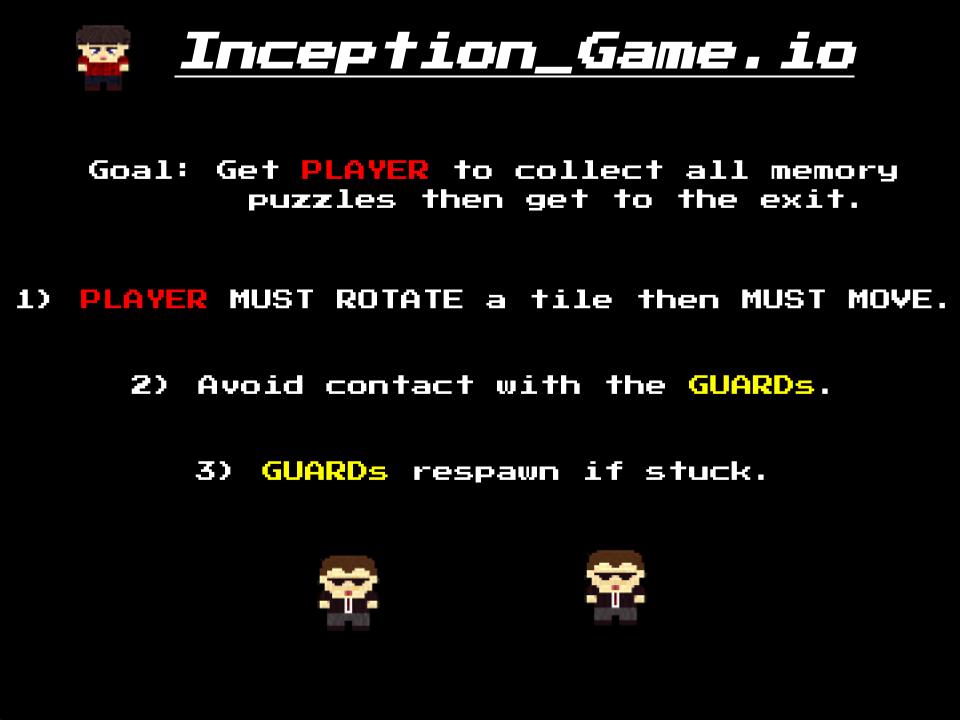 Inception_Game.io
Goal: Get PLAYER to collect all memory
puzzles then get to the exit.
1) PLAYER MUST ROTATE a tile then MUST MOVE.
2) Avoid contact with the GUARDs.
3) GUARDs respawn if stuck.